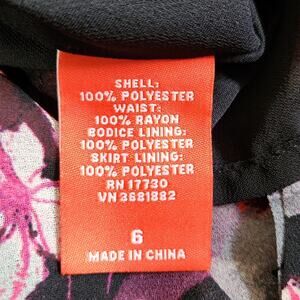 SHELL:
100% POLYESTER
WAIST:
100% RAYON
BODICE LINING:
100% POLYESTER
SKIRT LINING:
100% POLYESTER
RN 17730
VN 3681882
6
MADE IN CHINA